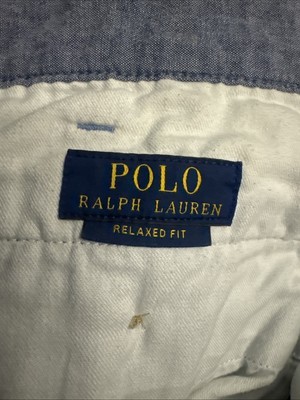 POLO
RALPH LAUREN
RELAXED FIT